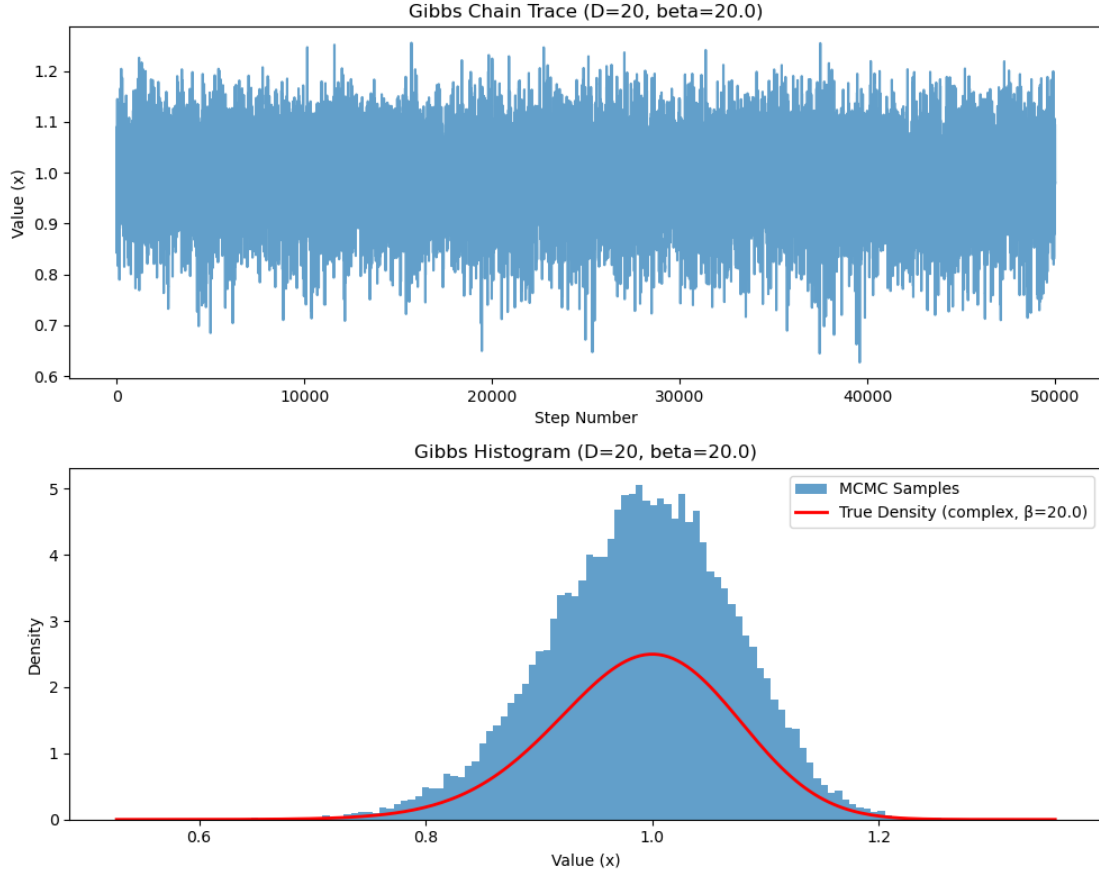 Gibbs Chain Trace (D=20, beta=20.0)
1.2
1.1
1.0
0.9
0.8
0.7
0.6
Value (x)
0
10000
20000
30000
40000
50000
Step Number
Gibbs Histogram (D=20, beta=20.0)
5
4
3
2
1
0
Density
MCMC Samples
True Density (complex, β=20.0)
0.6
0.8
1.0
1.2
Value (x)